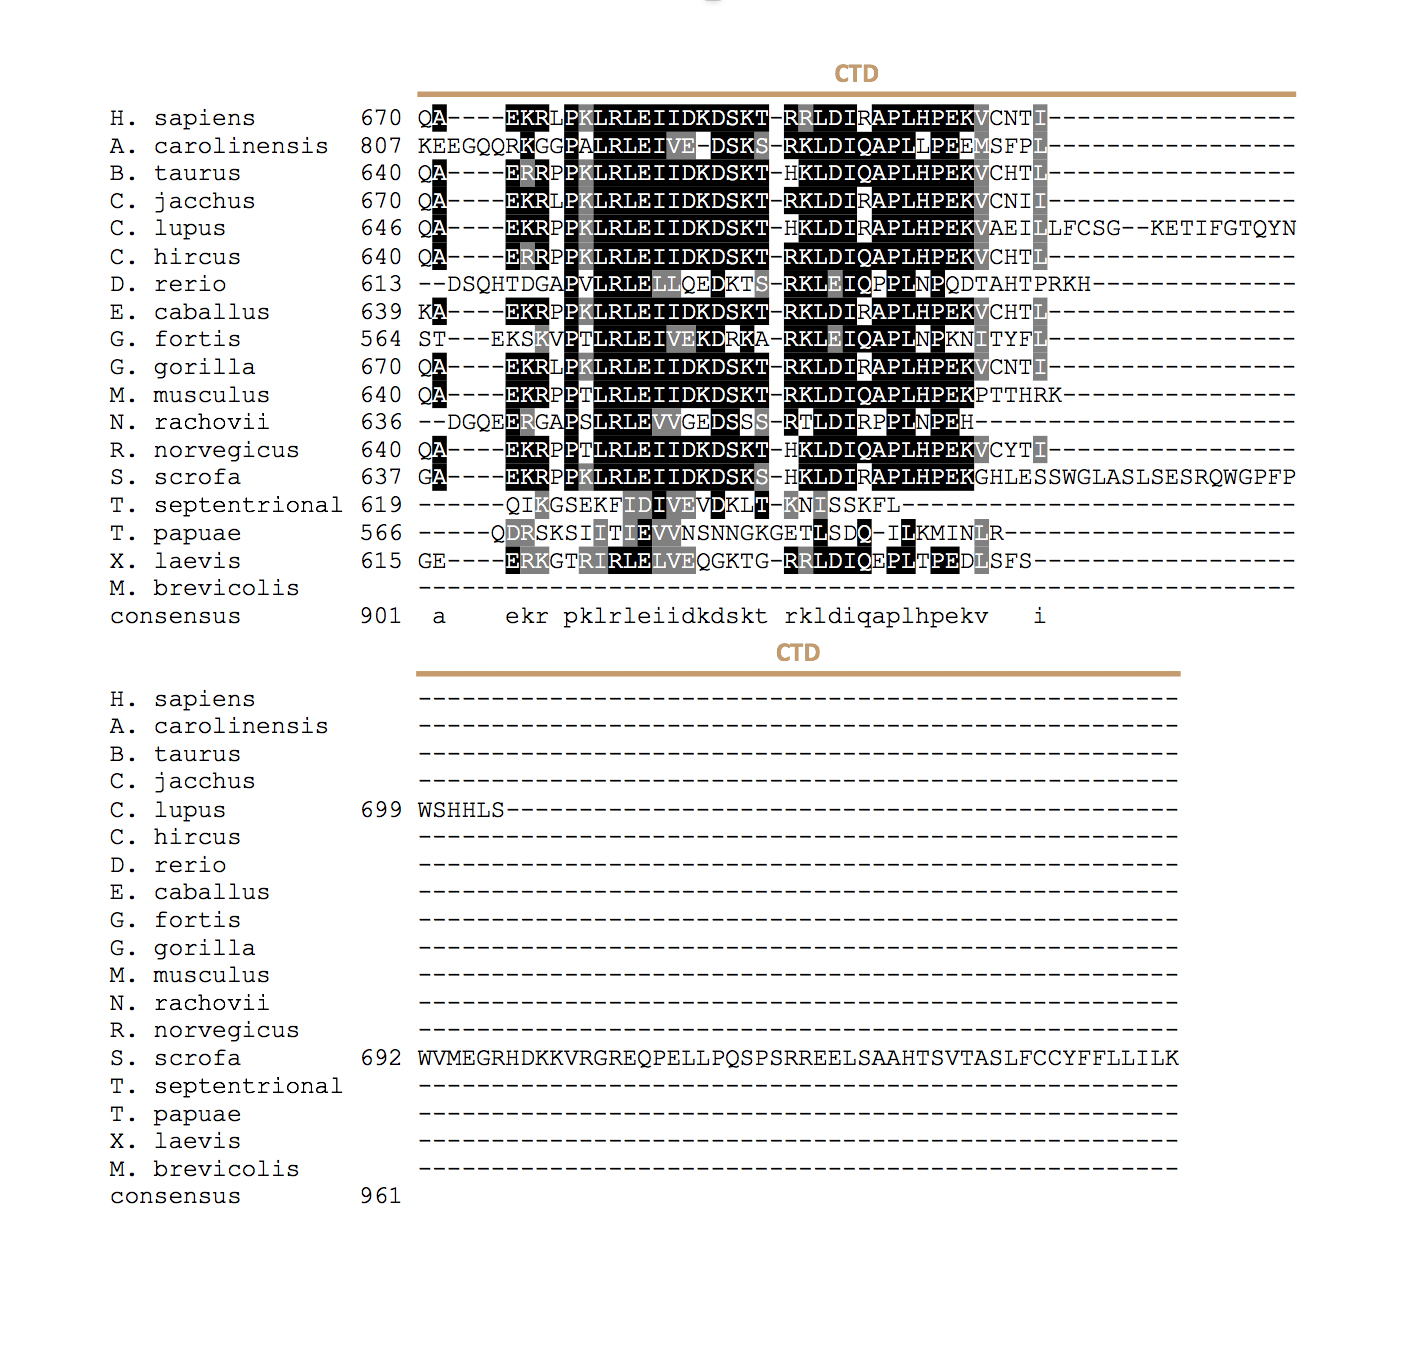 CTD
H. sapiens 670 QA----EKRLPKLRLEIIDKDSKT-RRLDIRAPLHPEKVCNTI-----------------
A. carolinensis 807 KEEGQQRKGGPALRLEIVE-DSKS-RKLDIQAPLLPEEMSFPL-----------------
B. taurus 640 QA----ERRPPKLRLEIIDKDSKT-HKLDIQAPLHPEKVCHTL-----------------
C. jacchus 670 QA----EKRLPKLRLEIIDKDSKT-RKLDIRAPLHPEKVCNII-----------------
C. lupus 646 QA----EKRPPKLRLEIIDKDSKT-HKLDIRAPLHPEKVAEILLFCSG--KETIFGTQYN
C. hircus 640 QA----ERRPPKLRLEIIDKDSKT-HKLDIQAPLHPEKVCHTL-----------------
D. rerio 613 --DSQHTDGAPVLRLELLQEDKTS-RKLEIQPPLNPQDTAHTPRKH--------------
E. caballus 639 KA----EKRPPKLRLEIIDKDSKT-RKLDIRAPLHPEKVCHTL-----------------
G. fortis 564 ST---EKSKVPTLRLEIVEKDRKA-RKLEIQAPLNPKNITYFL-----------------
G. gorilla 670 QA----EKRLPKLRLEIIDKDSKT-RKLDIRAPLHPEKVCNTI-----------------
M. musculus 640 QA----EKRPPTLRLEIIDKDSKT-RKLDIQAPLHPEKPTTHRK----------------
N. rachovii 636 --DGQEERGAPSLRLEVVGEDSSS-RTLDIRPPLNPEH----------------------
R. norvegicus 640 QA----EKRPPTLRLEIIDKDSKT-HKLDIQAPLHPEKVCYTI-----------------
S. scrofa 637 GA----EKRPPKLRLEIIDKDSKS-HKLDIRAPLHPEKGHLESSWGLASLSESRQWGPFP
T. septentrional 619 ------QIKGSEKFIDIVEVDKLT-KNISSKFL---------------------------
T. papuae 566 -----QDRSKSIITIEVVNSNNGKGETLSDQ-ILKMINLR--------------------
X. laevis 615 GE----ERKGTRIRLELVEQGKTG-RRLDIQEPLTPEDLSFS------------------
M. brevicolis ------------------------------------------------------------
consensus 901  a    ekr pklrleiidkdskt rkldiqaplhpekv   i
CTD
H. sapiens ----------------------------------------------------
A. carolinensis ----------------------------------------------------
B. taurus ----------------------------------------------------
C. jacchus ----------------------------------------------------
C. lupus 699 WSHHLS----------------------------------------------
C. hircus ----------------------------------------------------
D. rerio ----------------------------------------------------
E. caballus ----------------------------------------------------
G. fortis ----------------------------------------------------
G. gorilla ----------------------------------------------------
M. musculus ----------------------------------------------------
N. rachovii ----------------------------------------------------
R. norvegicus ----------------------------------------------------
S. scrofa 692 WVMEGRHDKKVRGREQPELLPQSPSRREELSAAHTSVTASLFCCYFFLLILK
T. septentrional ----------------------------------------------------
T. papuae ----------------------------------------------------
X. laevis ----------------------------------------------------
M. brevicolis ----------------------------------------------------
consensus 961